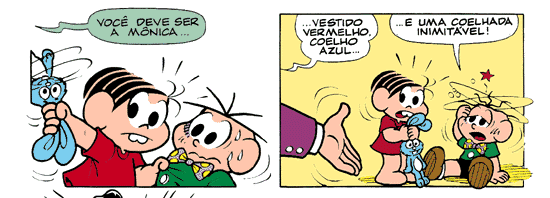 VOCÊ DEVE SER
A MÔNICA...
...VESTIDO
VERMELHO,
COELHO
AZUL...
...E UMA COELHADA
INIMITÁVEL!